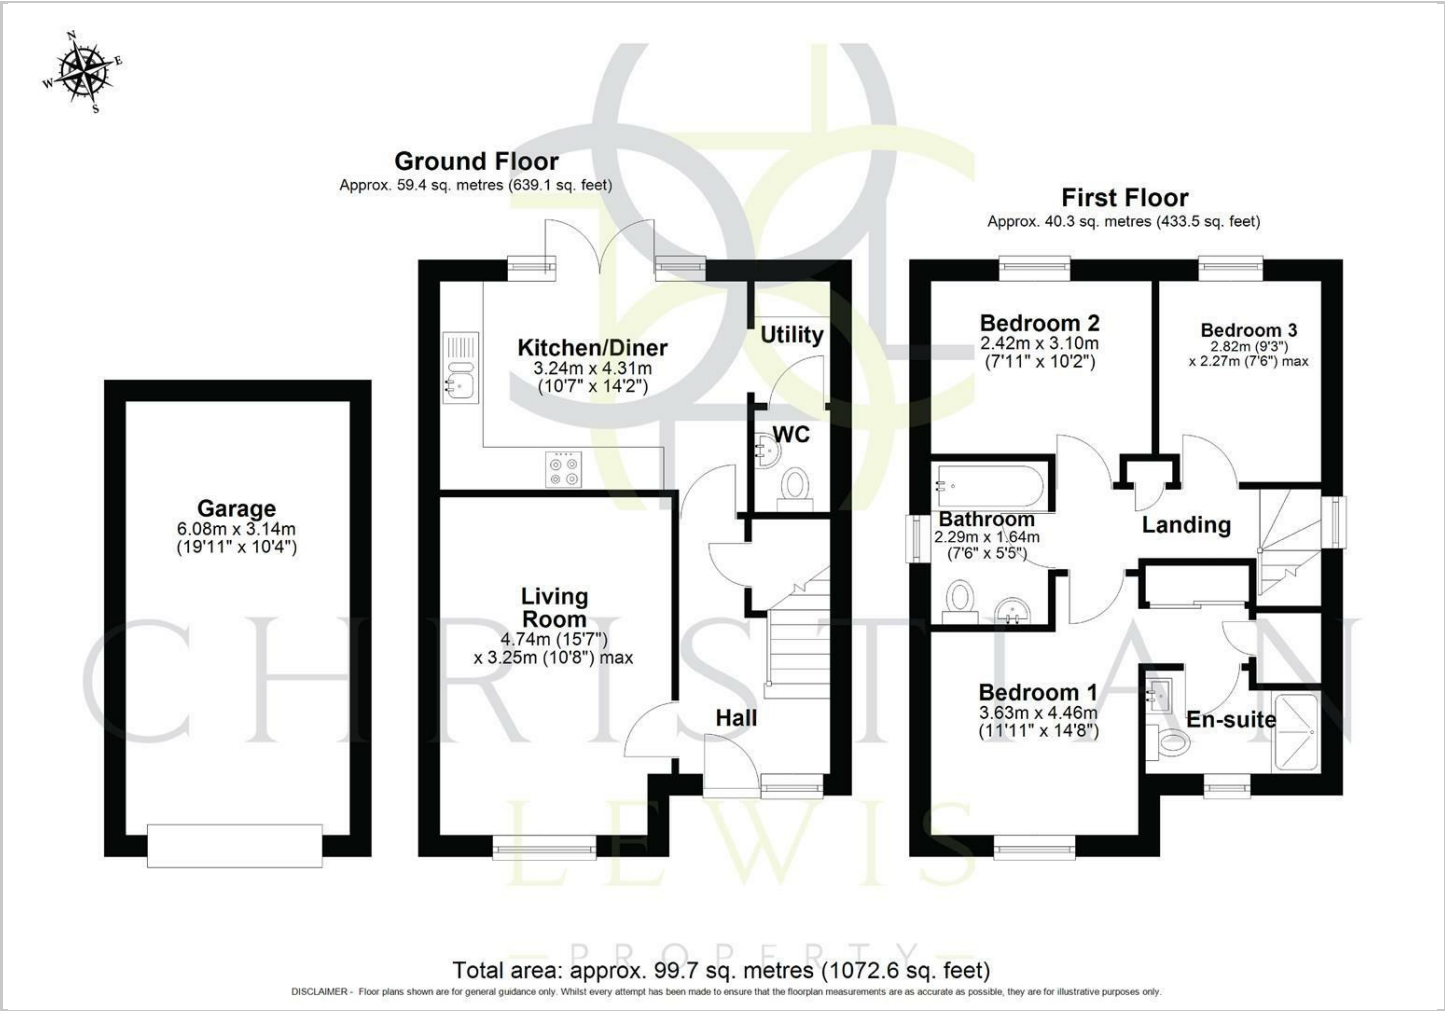 N
E
W
S
Ground Floor
Approx. 59.4 sq. metres (639.1 sq. feet)
First Floor
Approx. 40.3 sq. metres (433.5 sq. feet)
Garage
6.08m x 3.14m
(19'11" x 10'4")
Kitchen/Diner
3.24m x 4.31m
(10'7" x 14'2")
Utility
WC
Living
Room
4.74m (15'7")
x 3.25m (10'8") max
Hall
Bedroom 2
2.42m x 3.10m
(7'11" x 10'2")
Bedroom 3
2.82m (9'3")
x 2.27m (7'6") max
Bathroom
2.29m x 1.64m
(7'6" x 5'5")
Landing
Bedroom 1
3.63m x 4.46m
(11'11" x 14'8")
En-suite
CHRISTIAN
LEWIS
PROPERTY
Total area: approx. 99.7 sq. metres (1072.6 sq. feet)
DISCLAIMER - Floor plans shown are for general guidance only. Whilst every attempt has been made to ensure that the floorplan measurements are as accurate as possible, they are for illustrative purposes only.